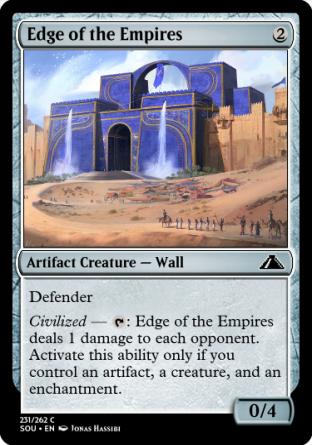 Edge of the Empires 2
Artifact Creature — Wall
Defender
Civilized — : Edge of the Empires
deals 1 damage to each opponent.
Activate this ability only if you
control an artifact, a creature, and an
enchantment.
0/4
231/262 C
SOU • EN Jonas Hassibi